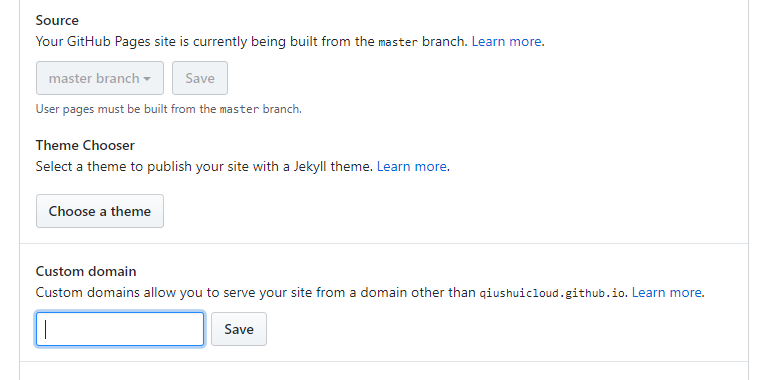 Source
Your GitHub Pages site is currently being built from the master branch. Learn more.
master branch Save
User pages must be built from the master branch.
Theme Chooser
Select a theme to publish your site with a Jekyll theme. Learn more.
Choose a theme
Custom domain
Custom domains allow you to serve your site from a domain other than qiushuicloud.github.io. Learn more.
Save